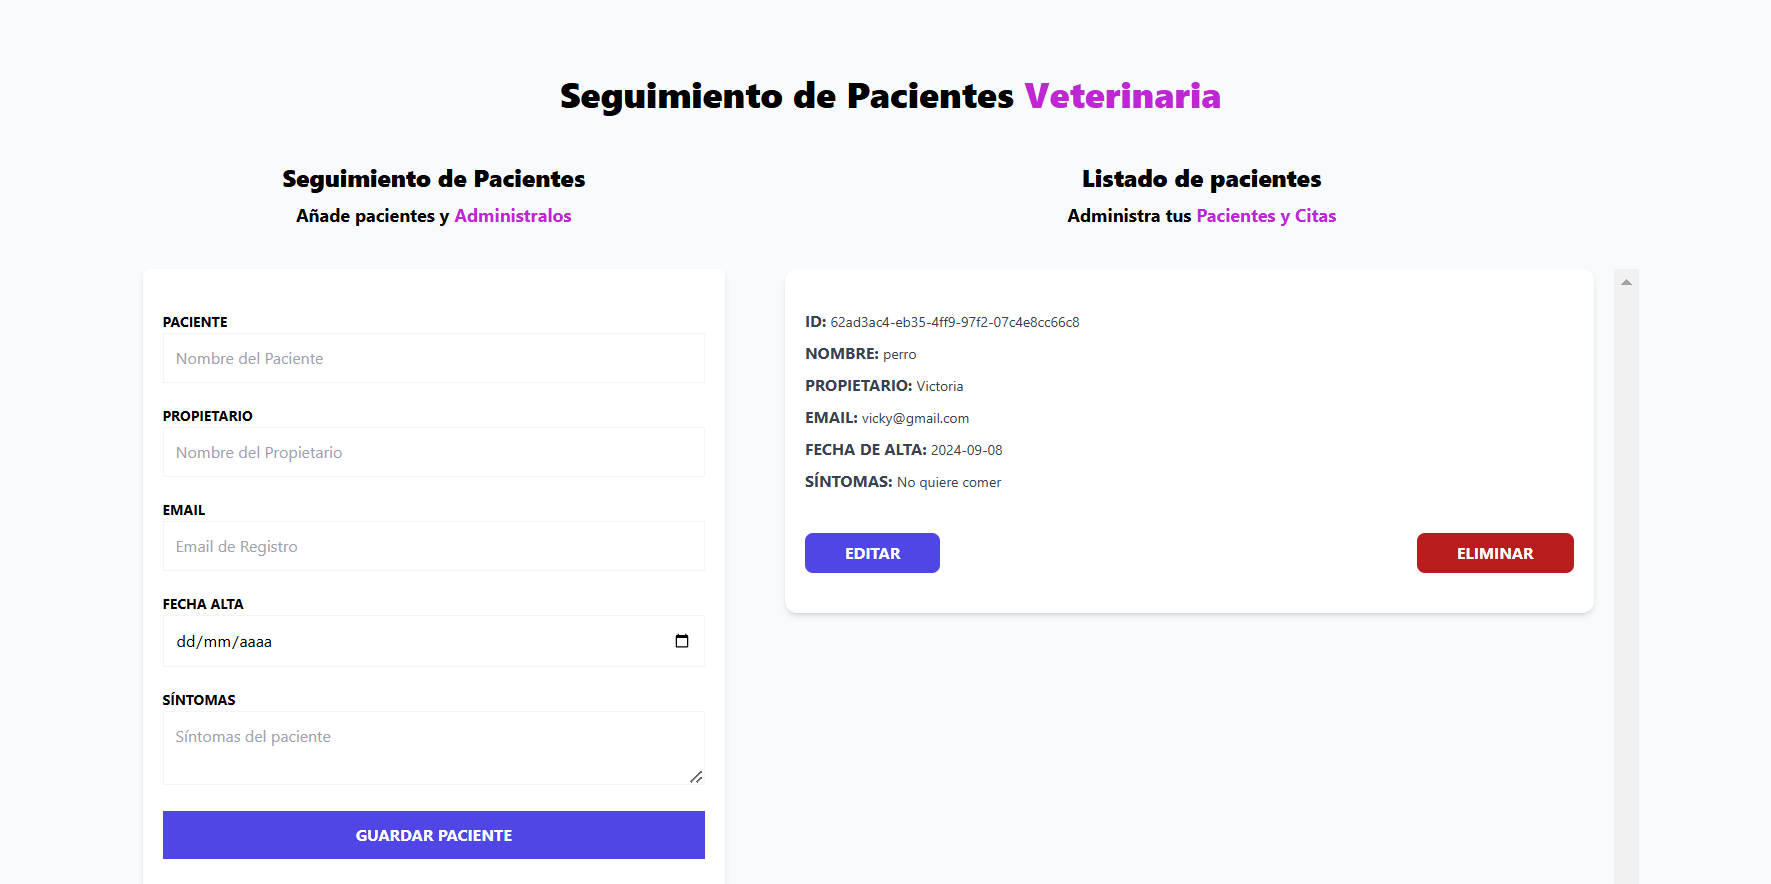 Seguimiento de Pacientes Veterinaria
Seguimiento de Pacientes
Añade pacientes y Administralos
PACIENTE
Nombre del Paciente
PROPIETARIO
Nombre del Propietario
EMAIL
Email de Registro
FECHA ALTA
dd/mm/aaaa
SÍNTOMAS
Síntomas del paciente
GUARDAR PACIENTE
Listado de pacientes
Administra tus Pacientes y Citas
ID: 62ad3ac4-eb35-4ff9-97f2-07c4e8cc66c8
NOMBRE: perro
PROPIETARIO: Victoria
EMAIL: vicky@gmail.com
FECHA DE ALTA: 2024-09-08
SÍNTOMAS: No quiere comer
EDITAR
ELIMINAR